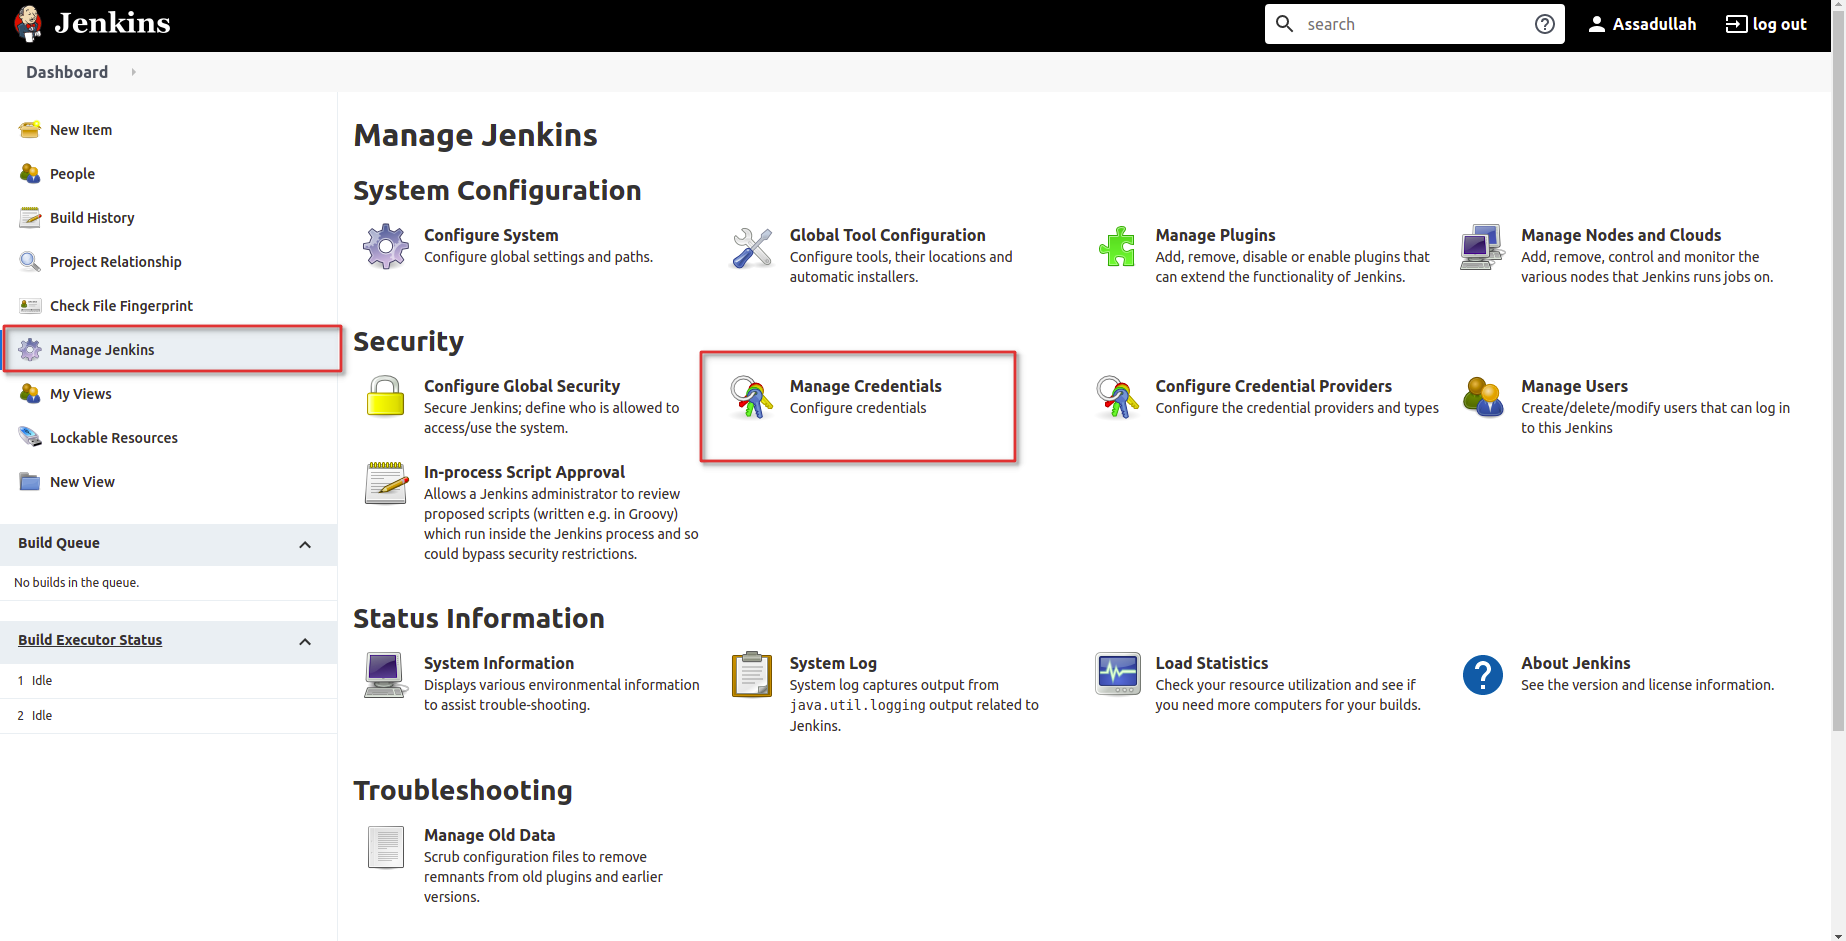 Jenkins
search
Assadullah
log out
Dashboard
New Item
People
Build History
Project Relationship
Check File Fingerprint
Manage Jenkins
My Views
Lockable Resources
New View
Build Queue
No builds in the queue.
Build Executor Status
1 Idle
2 Idle
Manage Jenkins
System Configuration
Configure System
Configure global settings and paths.
Global Tool Configuration
Configure tools, their locations and
automatic installers.
Manage Plugins
Add, remove, disable or enable plugins that
can extend the functionality of Jenkins.
Manage Nodes and Clouds
Add, remove, control and monitor the
various nodes that Jenkins runs jobs on.
Security
Configure Global Security
Secure Jenkins; define who is allowed to
access/use the system.
Manage Credentials
Configure credentials
Configure Credential Providers
Configure the credential providers and types
Manage Users
Create/delete/modify users that can log in
to this Jenkins
In-process Script Approval
Allows a Jenkins administrator to review
proposed scripts (written e.g. in Groovy)
which run inside the Jenkins process and so
could bypass security restrictions.
Status Information
System Information
Displays various environmental information
to assist trouble-shooting.
System Log
System log captures output from
java.util.logging output related to
Jenkins.
Load Statistics
Check your resource utilization and see if
you need more computers for your builds.
?
About Jenkins
See the version and license information.
Troubleshooting
Manage Old Data
Scrub configuration files to remove
remnants from old plugins and earlier
versions.